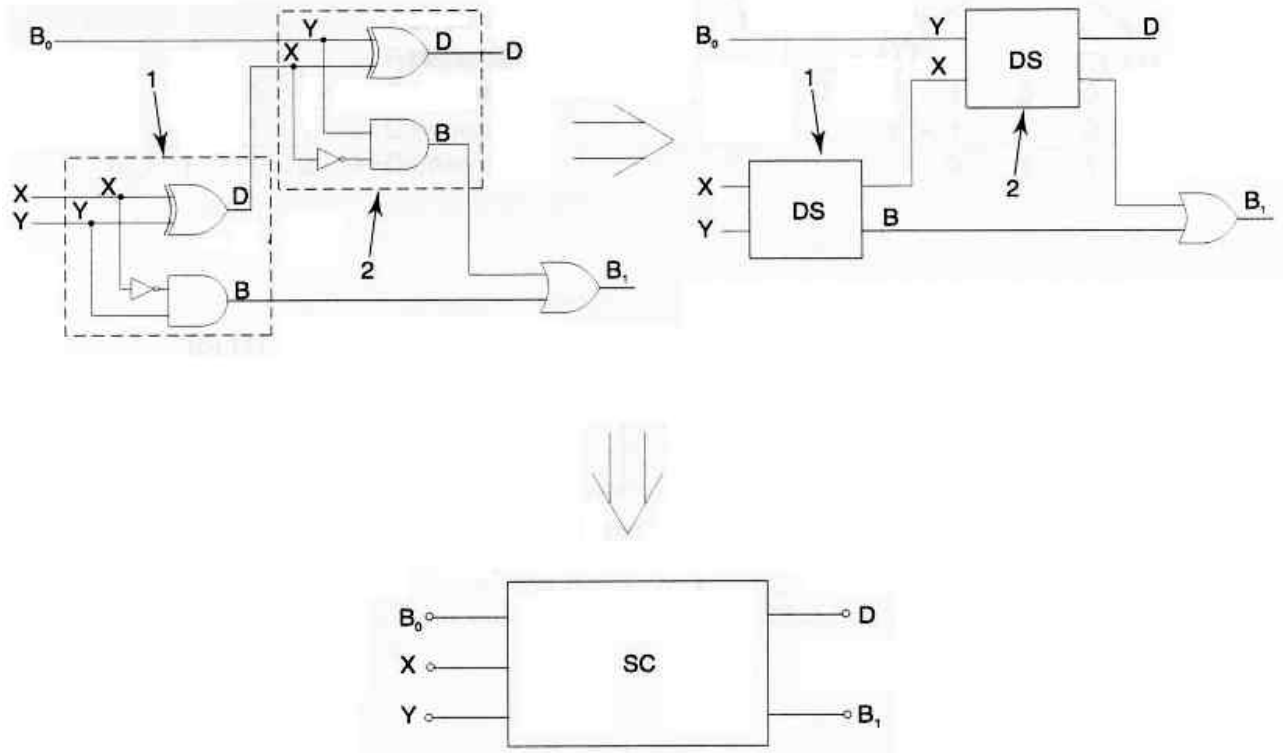 B₀ Y D D
X
1
B
X X D
Y Y
2
B
B₁
B₀ Y D
DS
X
1
2
X
DS
Y B
B₁
B₀ D
X SC
Y B₁